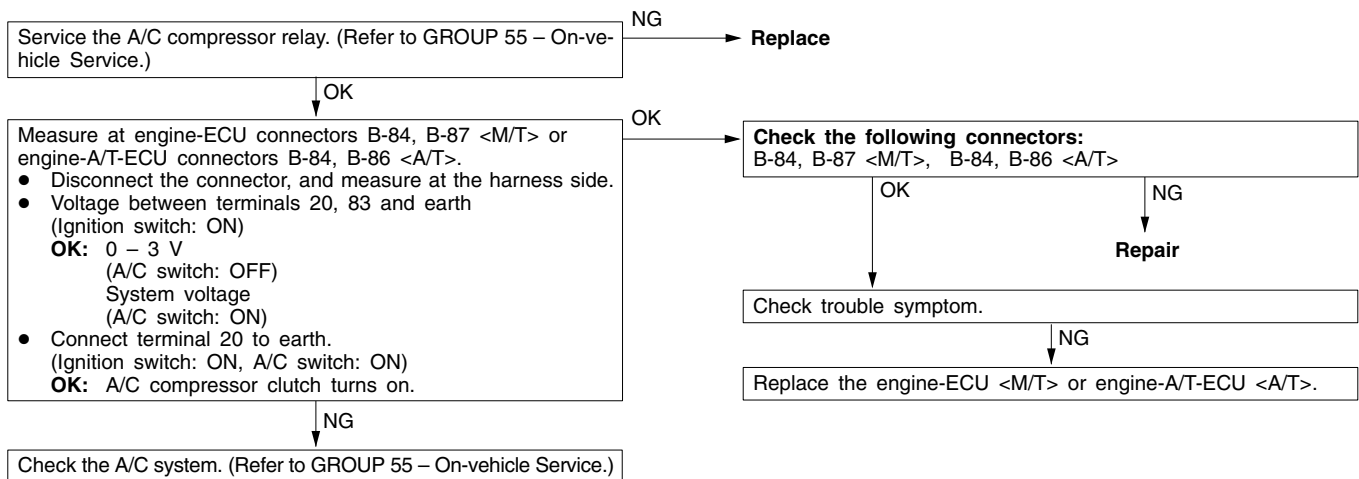 Service the A/C compressor relay. (Refer to GROUP 55 – On-ve-
hicle Service.)
NG
Replace
OK
Measure at engine-ECU connectors B-84, B-87 <M/T> or
engine-A/T-ECU connectors B-84, B-86 <A/T>.
● Disconnect the connector, and measure at the harness side.
● Voltage between terminals 20, 83 and earth
(Ignition switch: ON)
OK: 0 – 3 V
(A/C switch: OFF)
System voltage
(A/C switch: ON)
● Connect terminal 20 to earth.
(Ignition switch: ON, A/C switch: ON)
OK: A/C compressor clutch turns on.
OK
Check the following connectors:
B-84, B-87 <M/T>, B-84, B-86 <A/T>
OK
NG
Repair
Check trouble symptom.
NG
Replace the engine-ECU <M/T> or engine-A/T-ECU <A/T>.
NG
Check the A/C system. (Refer to GROUP 55 – On-vehicle Service.)